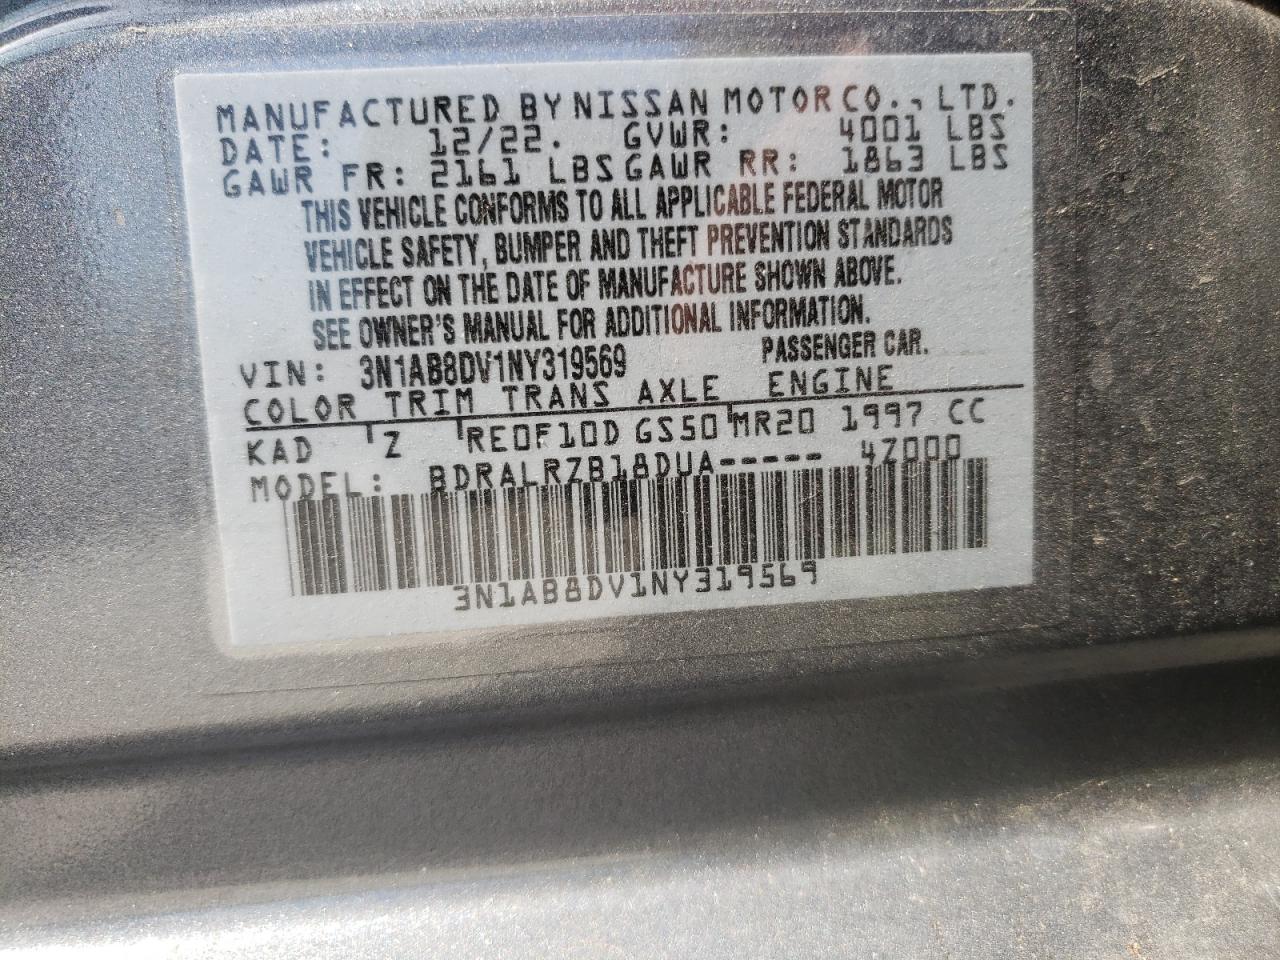 MANUFACTURED BY NISSAN MOTOR CO., LTD.
DATE: 12/22. GVWR: 4001 LBS
GAWR FR: 2161 LBS GAWR RR: 1863 LBS
THIS VEHICLE CONFORMS TO ALL APPLICABLE FEDERAL MOTOR
VEHICLE SAFETY, BUMPER AND THEFT PREVENTION STANDARDS
IN EFFECT ON THE DATE OF MANUFACTURE SHOWN ABOVE.
SEE OWNER'S MANUAL FOR ADDITIONAL INFORMATION.
VIN: 3N1AB8DV1NY319569 PASSENGER CAR.
COLOR TRIM TRANS AXLE ENGINE
KAD Z RE0F10D GS50 MR20 1997 CC
MODEL: BDRALRZB18DUA----- 4Z000
3N1AB8DV1NY319569